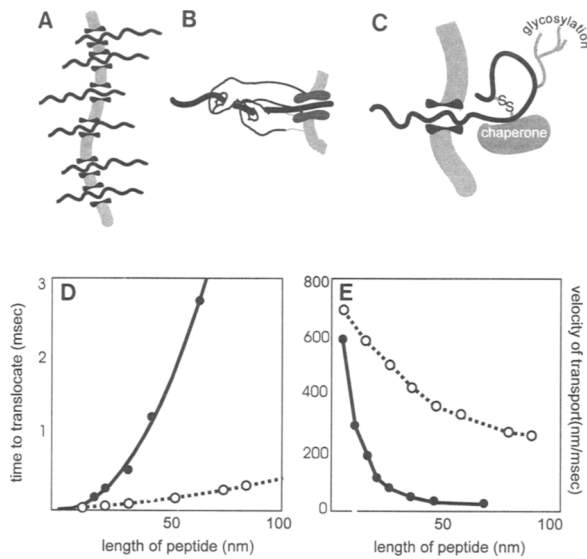 A
B
C
glycosylation
SS
chaperone
D
3
2
1
time to translocate (msec)
50
100
length of peptide (nm)
E
800
600
400
200
0
velocity of transport(nm/msec)
50
100
length of peptide (nm)